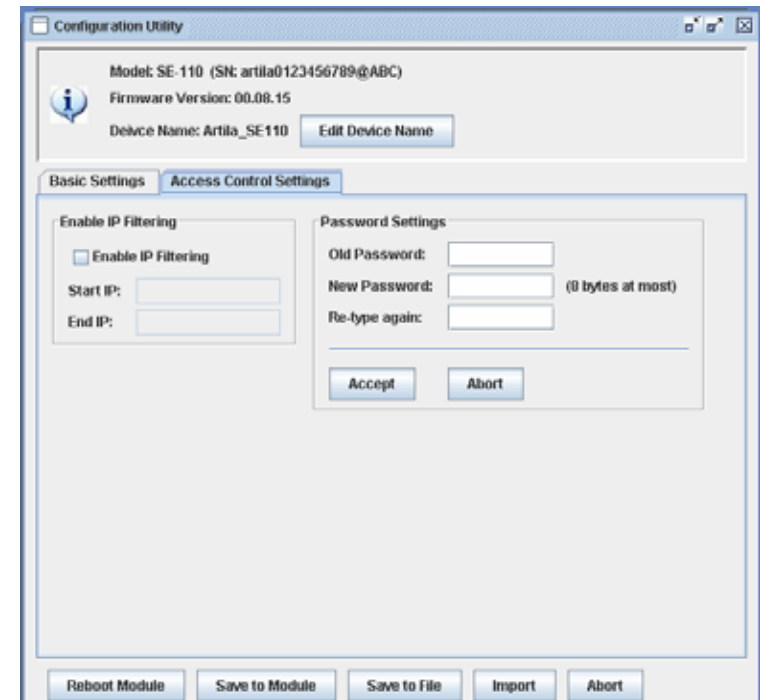 Configuration Utility
Model: SE-110 (SN: artila0123456789@ABC)
Firmware Version: 00.08.15
Deivce Name: Artila_SE110 Edit Device Name
Basic Settings Access Control Settings
Enable IP Filtering
Enable IP Filtering
Start IP:
End IP:
Password Settings
Old Password:
New Password: (8 bytes at most)
Re-type again:
Accept Abort
Reboot Module Save to Module Save to File Import Abort